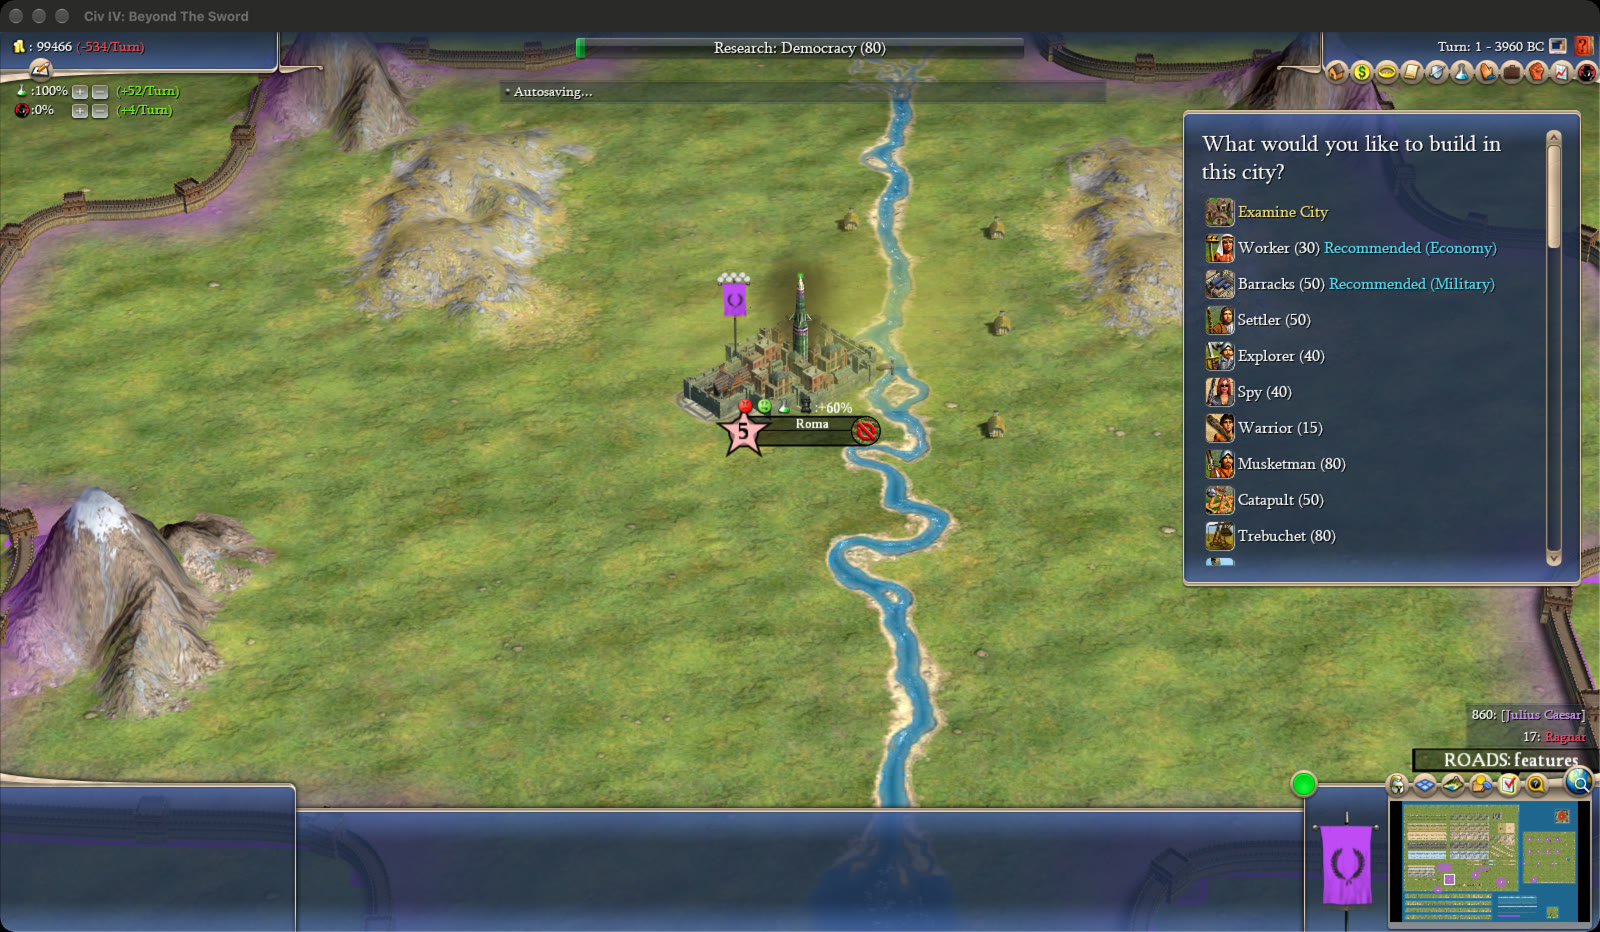 Civ IV: Beyond The Sword
: 99466 (-534/Turn)
Research: Democracy (80)
Turn: 1 - 3960 BC
:100% (+52/Turn)
:0% (+4/Turn)
• Autosaving...
What would you like to build in
this city?
Examine City
Worker (30) Recommended (Economy)
Barracks (50) Recommended (Military)
Settler (50)
Explorer (40)
Spy (40)
Warrior (15)
Musketman (80)
Catapult (50)
Trebuchet (80)
:+60%
5 Roma
860: [Julius Caesar]
17: Ragnar
ROADS: features